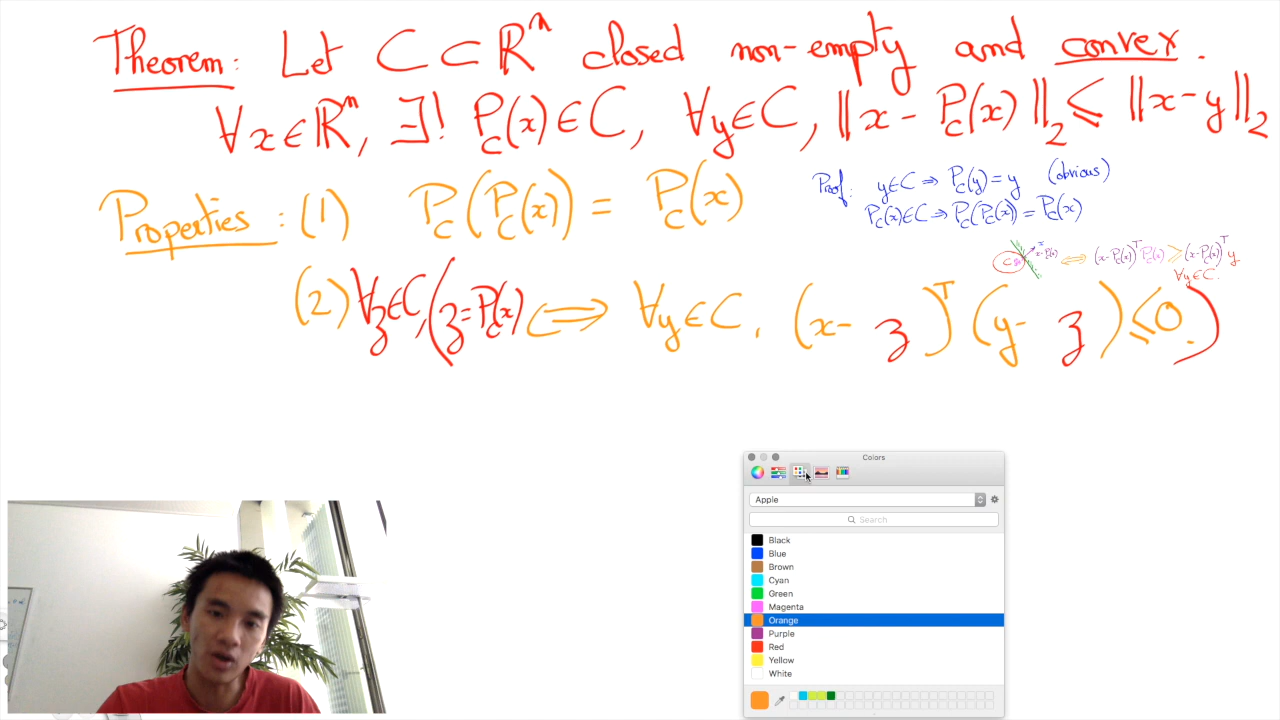 Theorem: Let C ⊂ ℝⁿ closed non-empty and convex.
∀x∈ℝⁿ, ∃! P_C(x)∈C, ∀y∈C, ||x - P_C(x)||₂ ≤ ||x-y||₂
Properties: (1) P_C(P_C(x)) = P_C(x)
Proof: y∈C ⇒ P_C(y) = y (obvious)
P_C(x)∈C ⇒ P_C(P_C(x)) = P_C(x)
C x x-P_C(x) ⇔ (x-P_C(x))ᵀ P_C(x) ≥ (x-P_C(x))ᵀ y
∀y∈C.
(2) ∀z∈C, (z=P_C(x) ⇔ ∀y∈C, (x- z)ᵀ(y- z) ≤0.)
Colors
Apple
Search
Black
Blue
Brown
Cyan
Green
Magenta
Orange
Purple
Red
Yellow
White